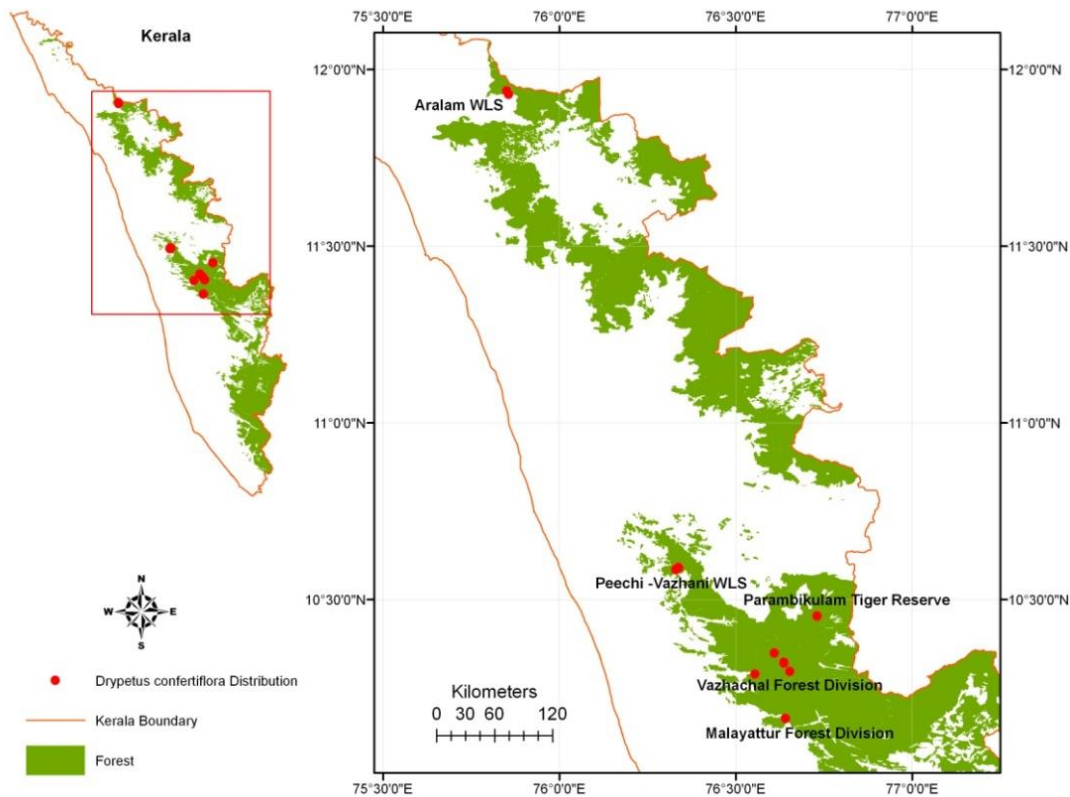 Kerala
75°30'0"E
76°0'0"E
76°30'0"E
77°0'0"E
12°0'0"N
12°0'0"N
Aralam WLS
11°30'0"N
11°30'0"N
11°0'0"N
11°0'0"N
Peechi -Vazhani WLS
Parambikulam Tiger Reserve
10°30'0"N
10°30'0"N
Vazhachal Forest Division
Malayattur Forest Division
Kilometers
0 30 60 120
N
W E
S
Drypetus confertiflora Distribution
Kerala Boundary
Forest
75°30'0"E
76°0'0"E
76°30'0"E
77°0'0"E